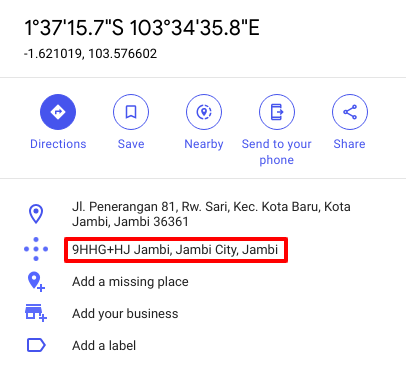 1°37'15.7"S 103°34'35.8"E
-1.621019, 103.576602
Directions
Save
Nearby
Send to your
phone
Share
Jl. Penerangan 81, Rw. Sari, Kec. Kota Baru, Kota
Jambi, Jambi 36361
9HHG+HJ Jambi, Jambi City, Jambi
Add a missing place
Add your business
Add a label